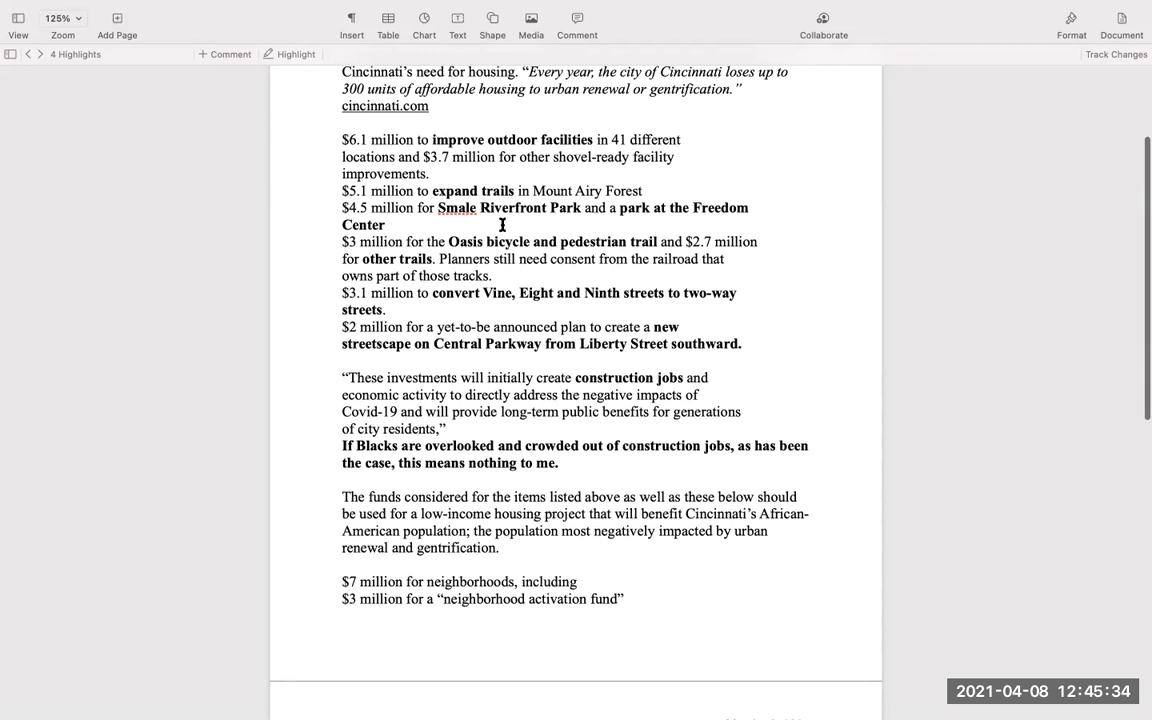 125%
View
Zoom
Add Page
Insert
Table
Chart
Text
Shape
Media
Comment
Collaborate
Format
Document
4 Highlights
Comment
Highlight
Track Changes
Cincinnati's need for housing. “Every year, the city of Cincinnati loses up to
300 units of affordable housing to urban renewal or gentrification.”
cincinnati.com
$6.1 million to improve outdoor facilities in 41 different
locations and $3.7 million for other shovel-ready facility
improvements.
$5.1 million to expand trails in Mount Airy Forest
$4.5 million for Smale Riverfront Park and a park at the Freedom
Center
$3 million for the Oasis bicycle and pedestrian trail and $2.7 million
for other trails. Planners still need consent from the railroad that
owns part of those tracks.
$3.1 million to convert Vine, Eight and Ninth streets to two-way
streets.
$2 million for a yet-to-be announced plan to create a new
streetscape on Central Parkway from Liberty Street southward.
“These investments will initially create construction jobs and
economic activity to directly address the negative impacts of
Covid-19 and will provide long-term public benefits for generations
of city residents,”
If Blacks are overlooked and crowded out of construction jobs, as has been
the case, this means nothing to me.
The funds considered for the items listed above as well as these below should
be used for a low-income housing project that will benefit Cincinnati's African-
American population; the population most negatively impacted by urban
renewal and gentrification.
$7 million for neighborhoods, including
$3 million for a “neighborhood activation fund”
2021-04-08 12:45:34